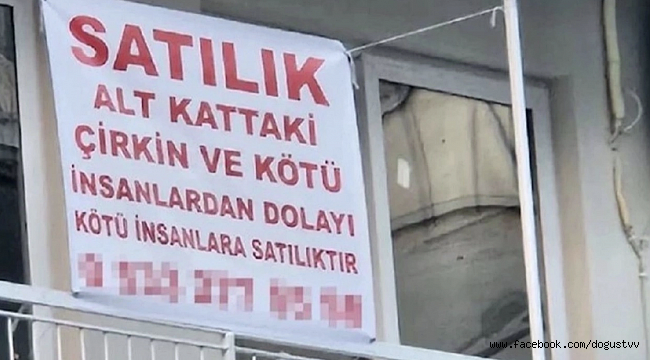 SATILIK
ALT KATTAKİ
ÇİRKİN VE KÖTÜ
İNSANLARDAN DOLAYI
KÖTÜ İNSANLARA SATILIKTIR
www.facebook.com/dogustvv